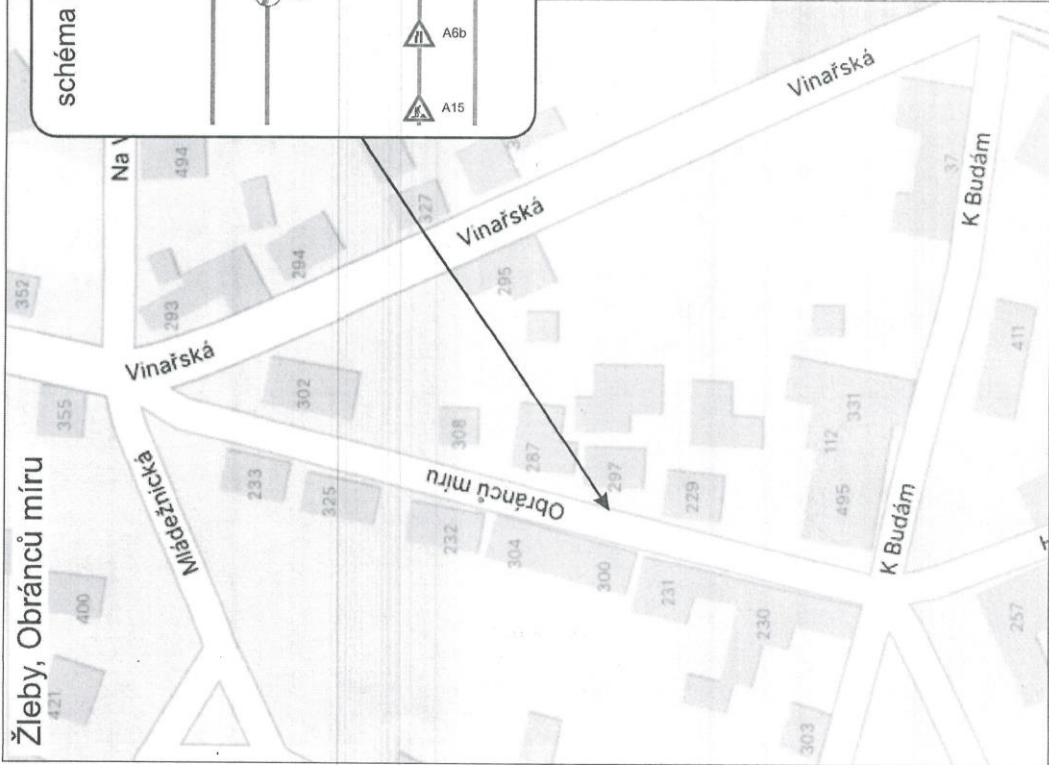 Žleby, Obránců míru
schéma
A6b
A15
421
400
355
352
Na V
494
Mládežnická
Vinařská
293
294
327
233
302
325
308
Vinařská
295
Vinařská
232
304
Obránců míru
287
300
297
231
229
230
112
331
495
37
K Budám
K Budám
411
303
257